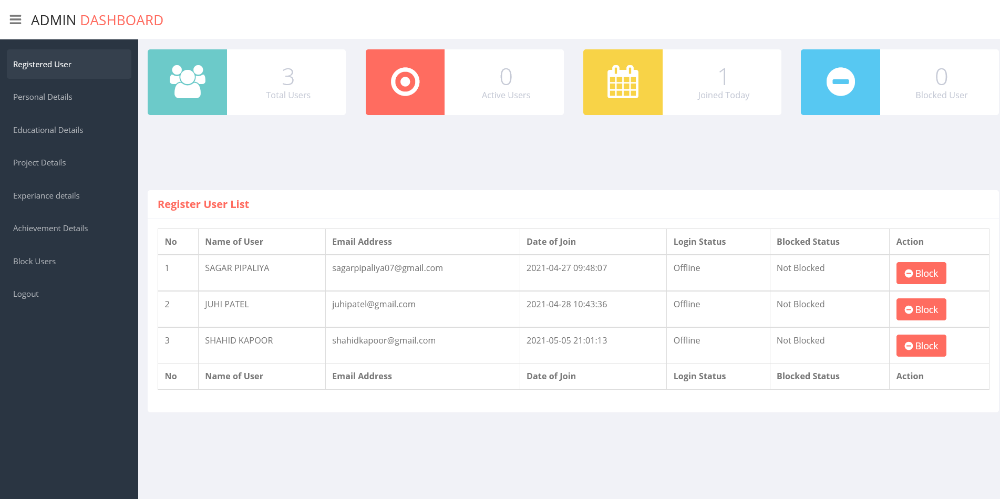 ADMIN DASHBOARD
Registered User
Personal Details
Educational Details
Project Details
Experiance details
Achievement Details
Block Users
Logout
3
Total Users
0
Active Users
1
Joined Today
0
Blocked User
Register User List
No Name of User Email Address Date of Join Login Status Blocked Status Action
1 SAGAR PIPALIYA sagarpipaliya07@gmail.com 2021-04-27 09:48:07 Offline Not Blocked Block
2 JUHI PATEL juhipatel@gmail.com 2021-04-28 10:43:36 Offline Not Blocked Block
3 SHAHID KAPOOR shahidkapoor@gmail.com 2021-05-05 21:01:13 Offline Not Blocked Block
No Name of User Email Address Date of Join Login Status Blocked Status Action